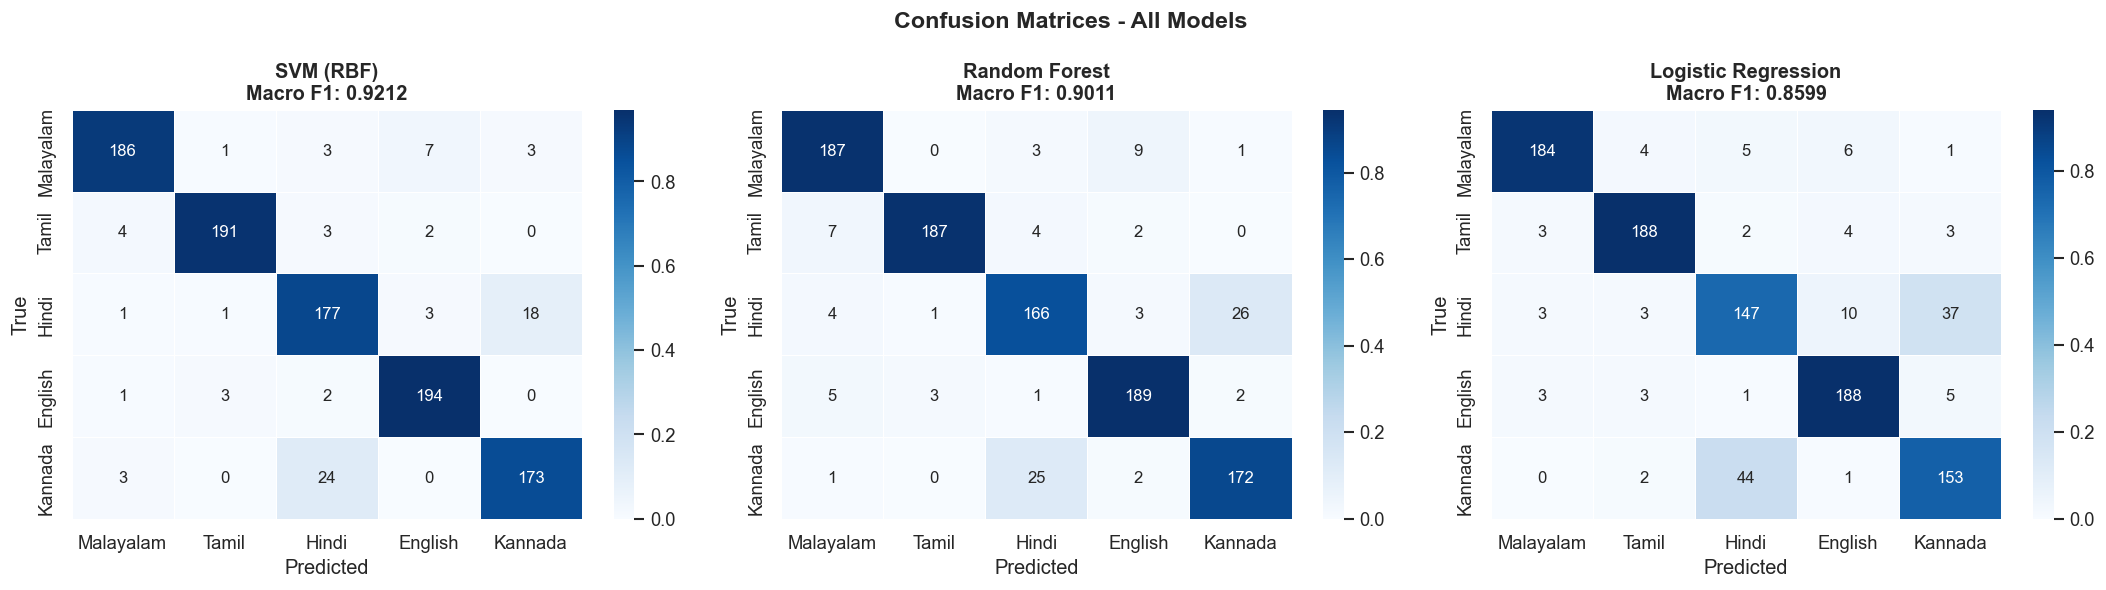 Confusion Matrices - All Models
SVM (RBF)
Macro F1: 0.9212
True
Malayalam 186 1 3 7 3
Tamil 4 191 3 2 0
Hindi 1 1 177 3 18
English 1 3 2 194 0
Kannada 3 0 24 0 173
Malayalam Tamil Hindi English Kannada
Predicted
0.8
0.6
0.4
0.2
0.0
Random Forest
Macro F1: 0.9011
True
Malayalam 187 0 3 9 1
Tamil 7 187 4 2 0
Hindi 4 1 166 3 26
English 5 3 1 189 2
Kannada 1 0 25 2 172
Malayalam Tamil Hindi English Kannada
Predicted
0.8
0.6
0.4
0.2
0.0
Logistic Regression
Macro F1: 0.8599
True
Malayalam 184 4 5 6 1
Tamil 3 188 2 4 3
Hindi 3 3 147 10 37
English 3 3 1 188 5
Kannada 0 2 44 1 153
Malayalam Tamil Hindi English Kannada
Predicted
0.8
0.6
0.4
0.2
0.0